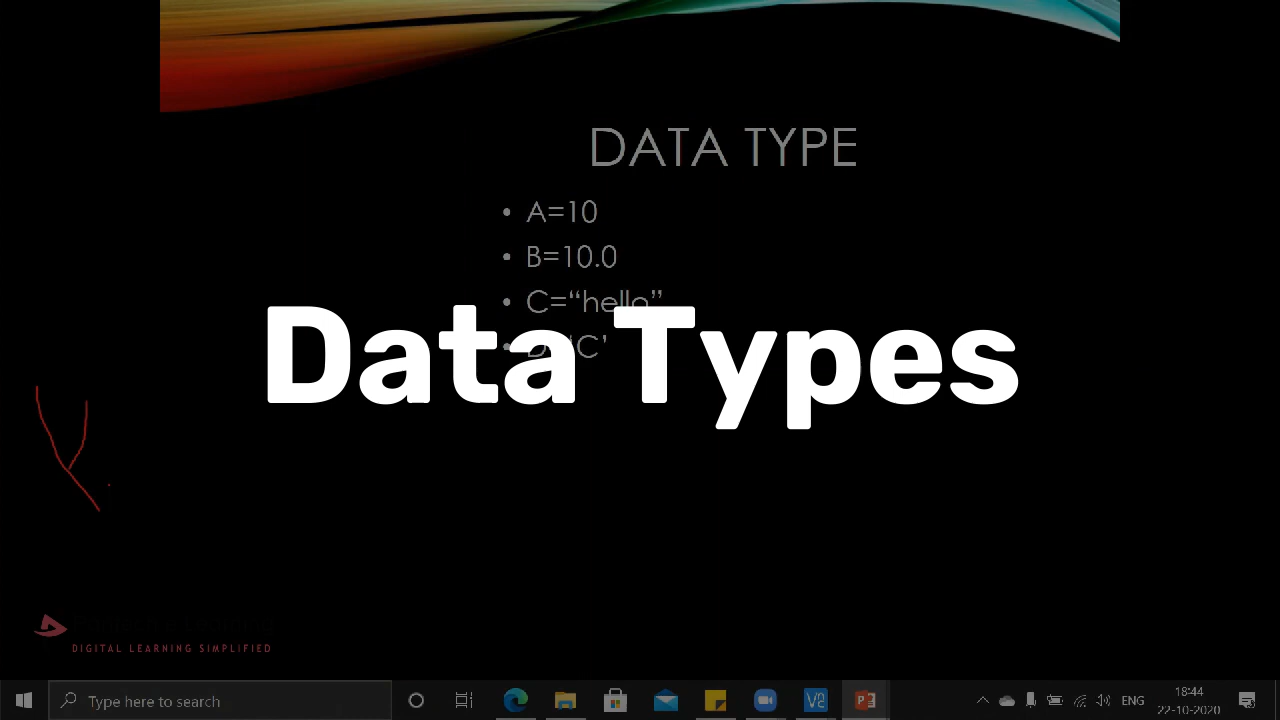 DATA TYPE
• A=10
• B=10.0
• C=“hello”
Data Types
DIGITAL LEARNING SIMPLIFIED
Type here to search
ENG
18:44
22-10-2020